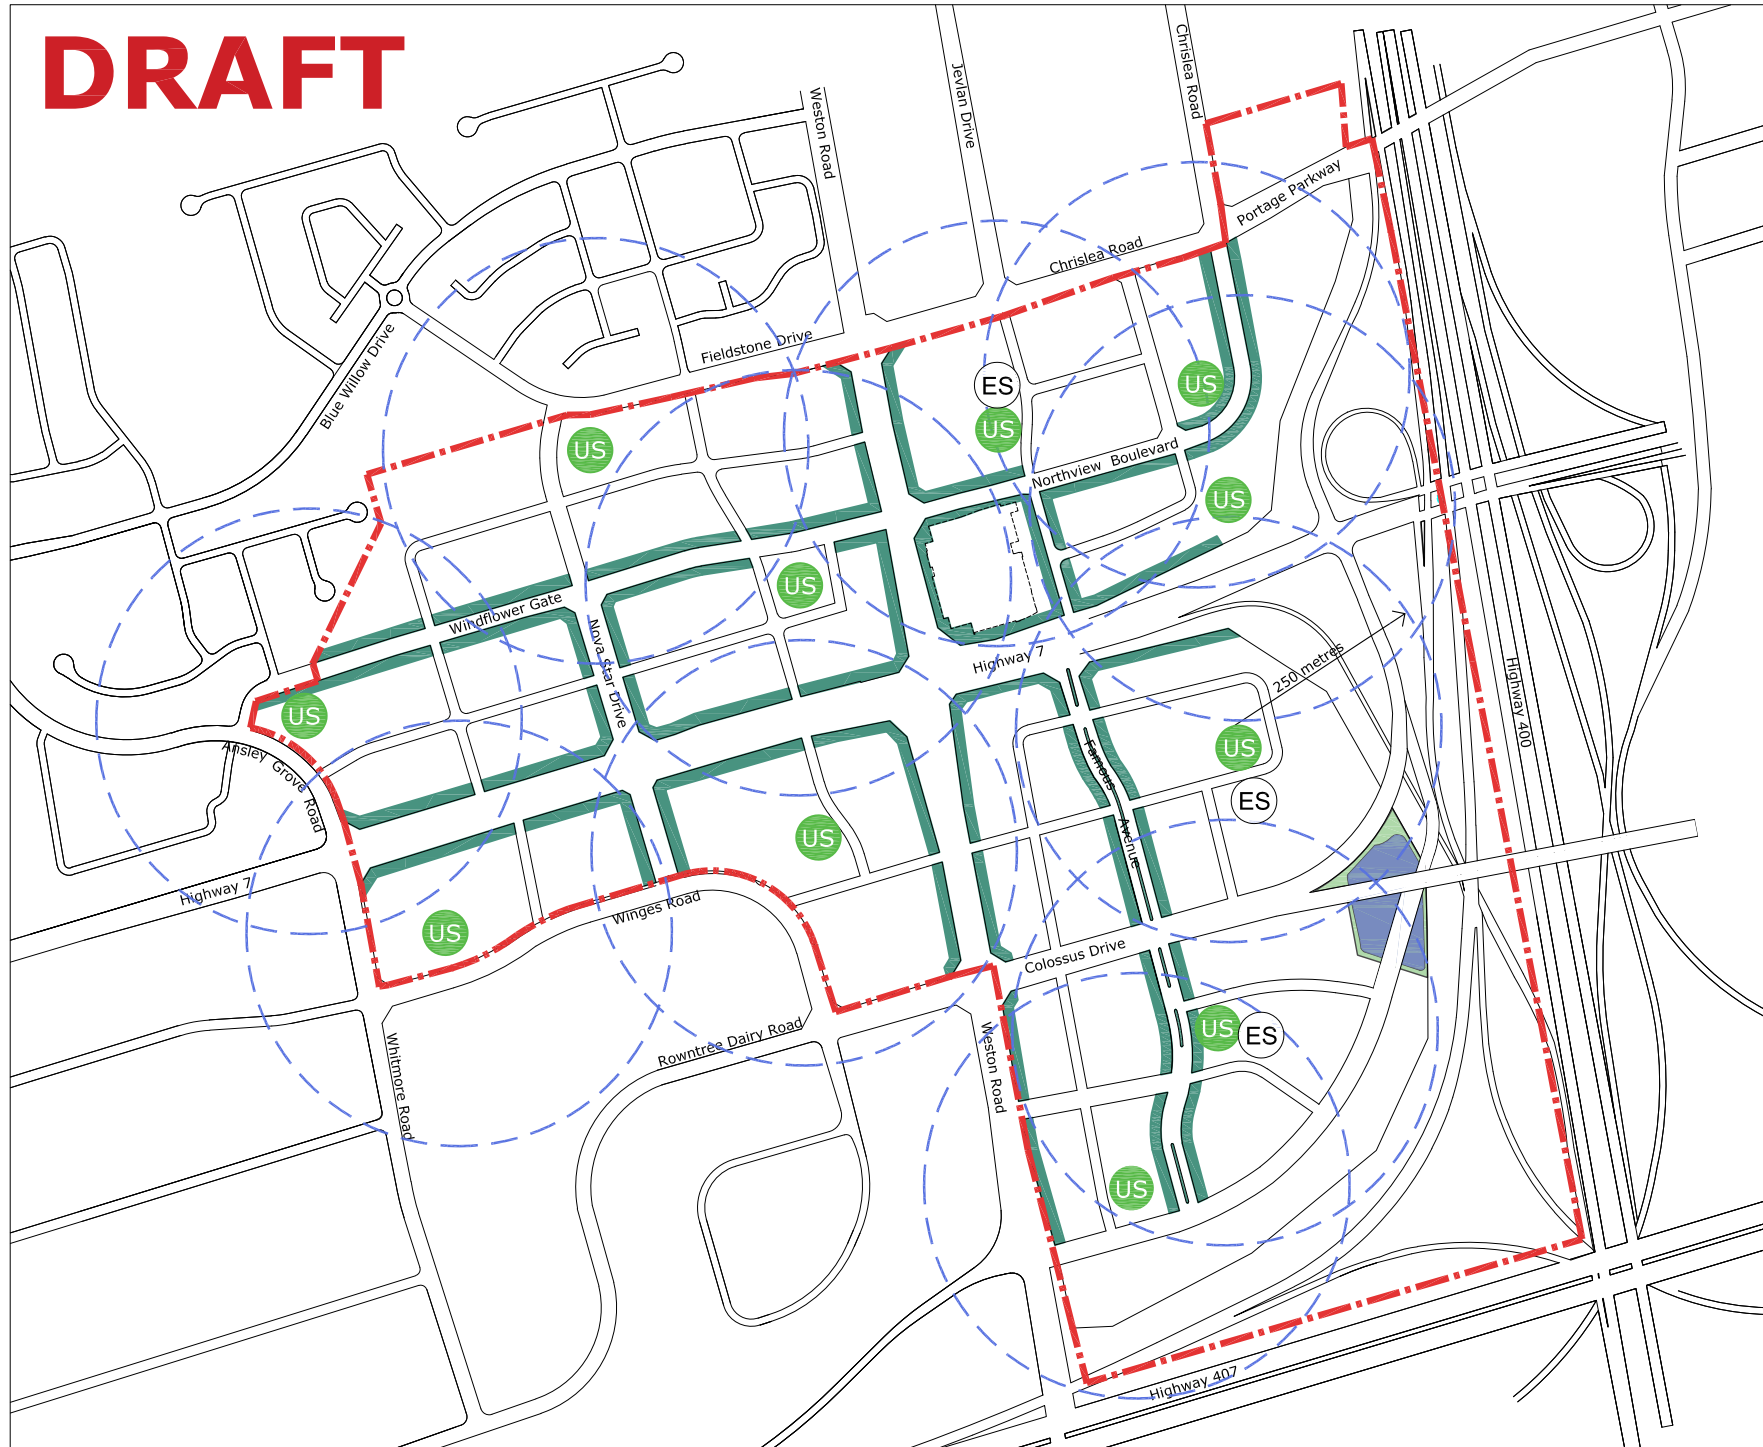 DRAFT
Chrislea Road
Jevlan Drive
Weston Road
Portage Parkway
Chrislea Road
Blue Willow Drive
Fieldstone Drive
ES
US
US
US
Northview Boulevard
US
US
Windflower Gate
Nova Star Drive
Highway 7
250 metres
Highway 400
US
US
Ansley Grove Road
Famous
Avenue
ES
US
Highway 7
Winges Road
US
Colossus Drive
Whitmore Road
Rowntree Dairy Road
Weston Road
US
ES
US
Highway 407